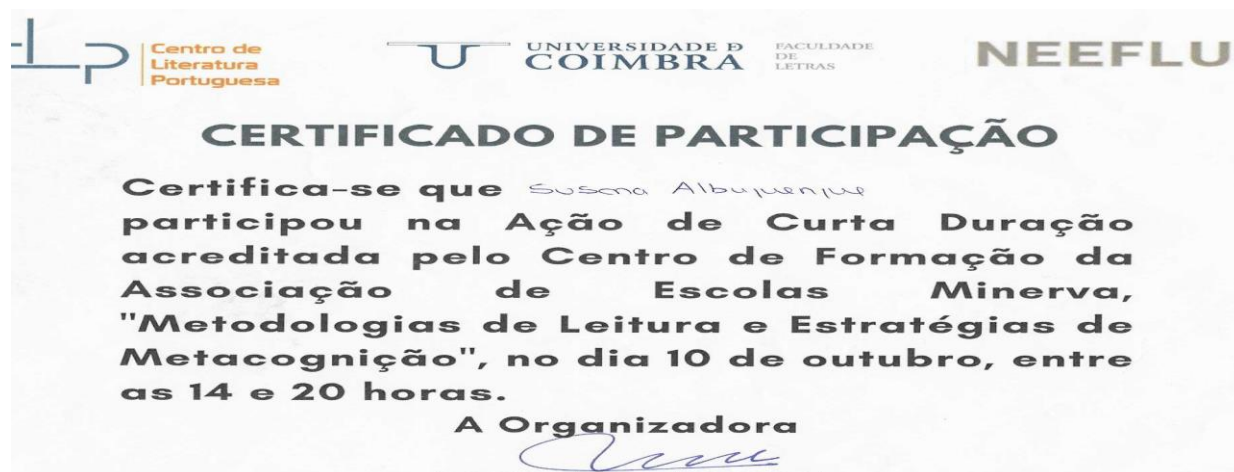 Centro de
Literatura
Portuguesa
UNIVERSIDADE Ð
COIMBRA
FACULDADE
DE
LETRAS
NEEFLU
CERTIFICADO DE PARTICIPAÇÃO
Certifica-se que Susana Albuquerque
participou na Ação de Curta Duração
acreditada pelo Centro de Formação da
Associação de Escolas Minerva,
"Metodologias de Leitura e Estratégias de
Metacognição", no dia 10 de outubro, entre
as 14 e 20 horas.
A Organizadora